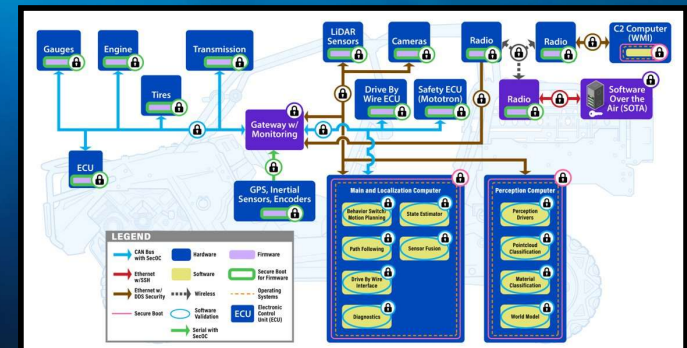 Gauges
Engine
Transmission
Tires
ECU
LiDAR
Sensors
Cameras
Radio
Radio
C2 Computer
(WMI)
Drive By
Wire ECU
Safety ECU
(Mototron)
Radio
Software
Over the
Air (SOTA)
Gateway w/
Monitoring
GPS, Inertial
Sensors, Encoders
Main and Localization Computer
Behavior Switch/
Motion Planning
State Estimator
Path Following
Sensor Fusion
Drive By Wire
Interface
Diagnostics
Perception Computer
Perception
Drivers
Pointcloud
Classification
Material
Classification
World Model
LEGEND
CAN Bus
with SecOC
Hardware
Firmware
Ethernet
w/SSH
Software
Secure Boot
for Firmware
Ethernet w/
DDS Security
Wireless
Operating
Systems
Secure Boot
Software
Validation
ECU
Electronic
Control
Unit (ECU)
Serial with
SecOC